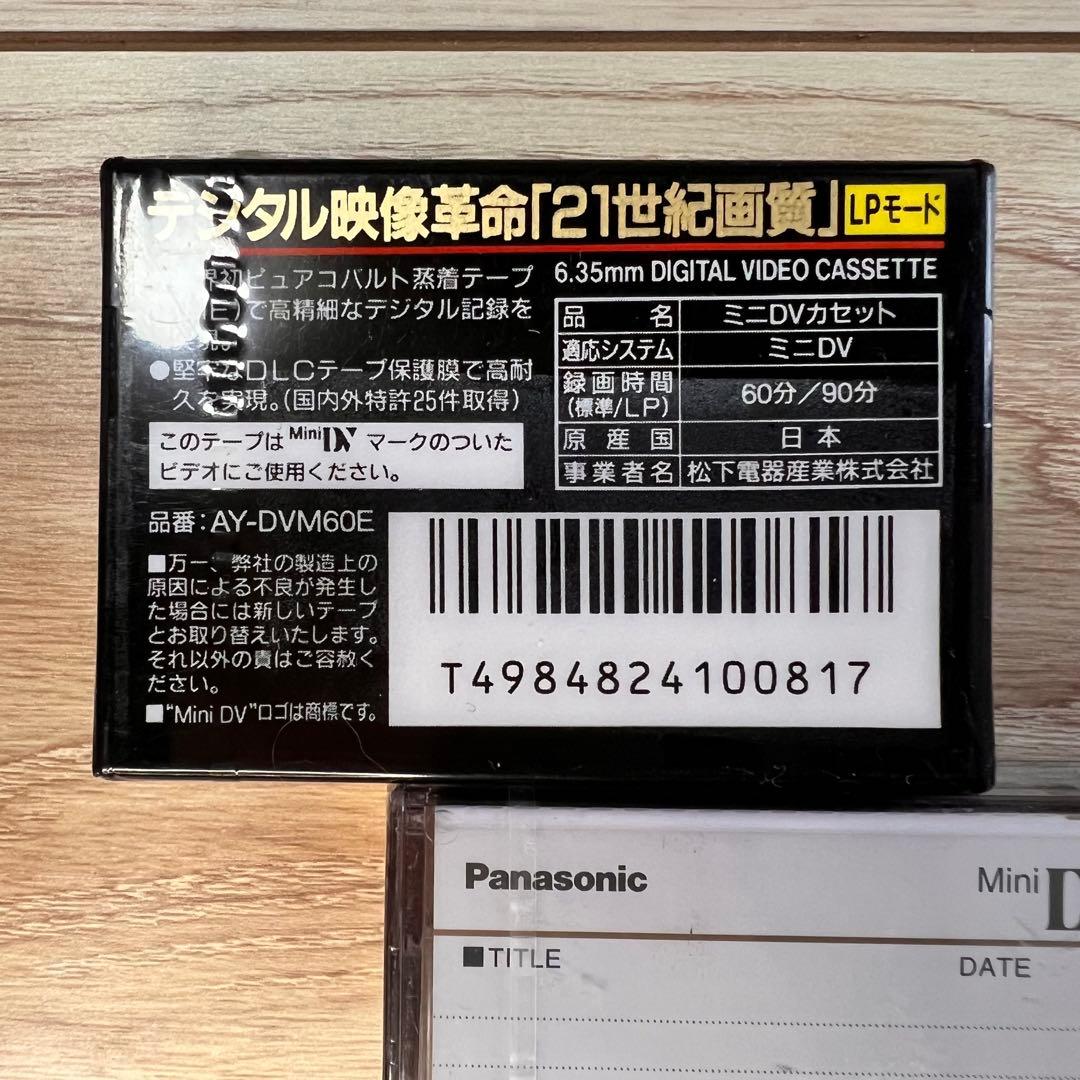 デジタル映像革命「21世紀画質」 LPモード
界初ピュアコバルト蒸着テープ
で高精細なデジタル記録を
●堅牢なDLCテープ保護膜で高耐
久を実現。(国内外特許25件取得)
このテープは Mini DV マークのついた
ビデオにご使用ください。
6.35mm DIGITAL VIDEO CASSETTE
品名 ミニDVカセット
適応システム ミニDV
録画時間 (標準/LP) 60分/90分
原産国 日本
事業者名 松下電器産業株式会社
品番:AY-DVM60E
■万一、弊社の製造上の
原因による不良が発生し
た場合には新しいテープ
とお取り替えいたします。
それ以外の責はご容赦く
ださい。
■“Mini DV”ロゴは商標です。
T4984824100817
Panasonic Mini
■TITLE DATE